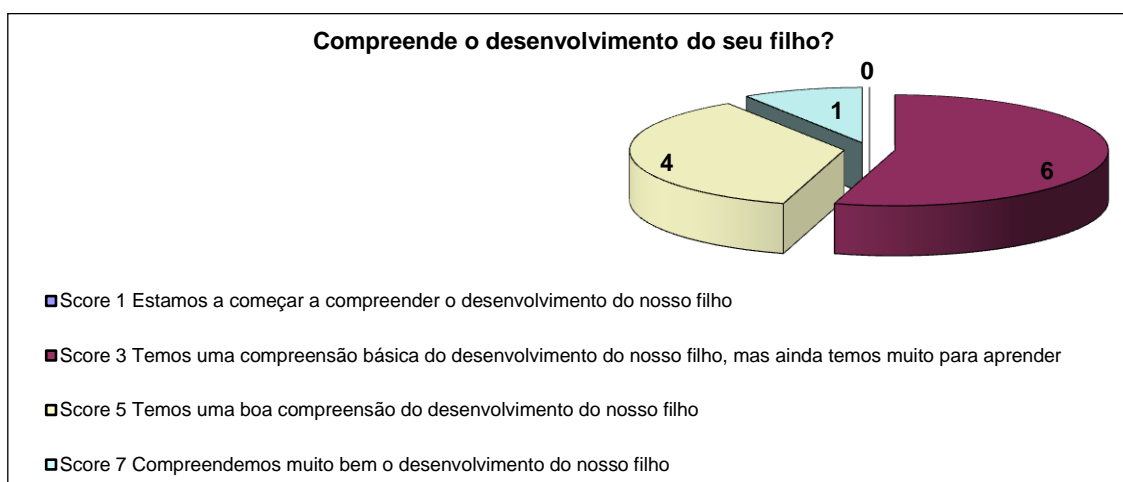 Compreende o desenvolvimento do seu filho?
0
1
4
6
Score 1 Estamos a começar a compreender o desenvolvimento do nosso filho
Score 3 Temos uma compreensão básica do desenvolvimento do nosso filho, mas ainda temos muito para aprender
Score 5 Temos uma boa compreensão do desenvolvimento do nosso filho
Score 7 Compreendemos muito bem o desenvolvimento do nosso filho